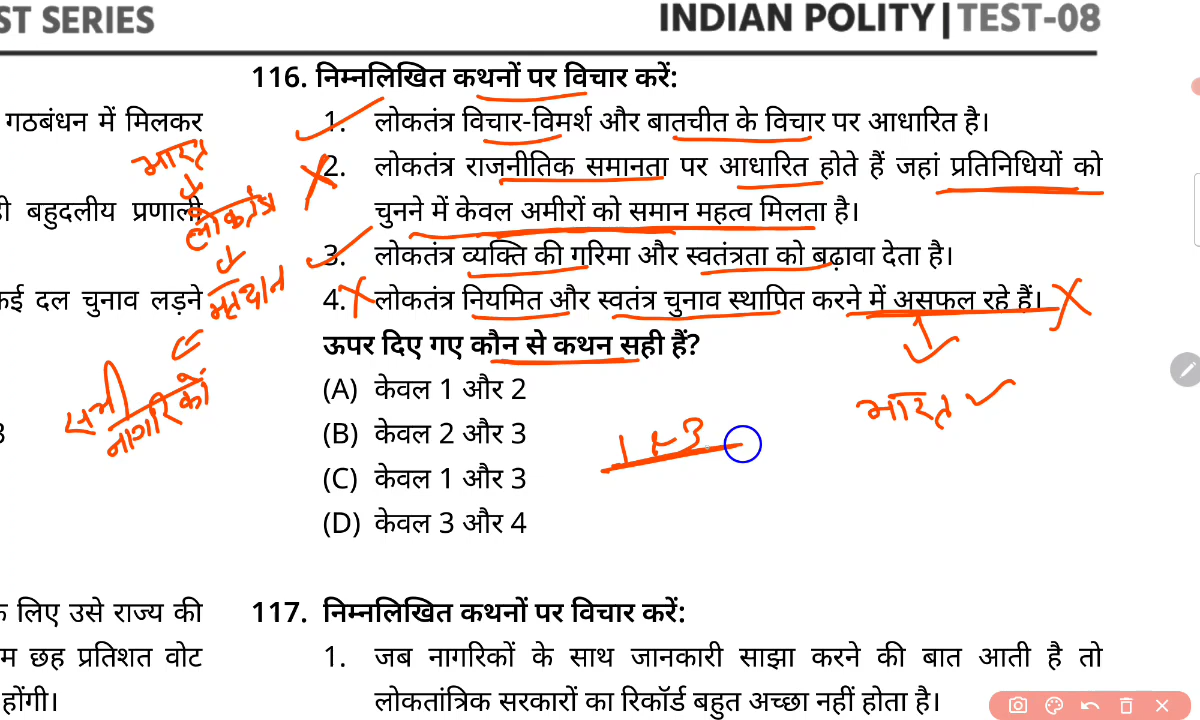 ST SERIES
INDIAN POLITY|TEST-08
गठबंधन में मिलकर
बहुदलीय प्रणाली
कई दल चुनाव लड़ने
3
लिए उसे राज्य की
छह प्रतिशत वोट
होंगी।
भारत
लोकतंत्र
मतदान
सभी
नागरिकों
116. निम्नलिखित कथनों पर विचार करें:
1. लोकतंत्र विचार-विमर्श और बातचीत के विचार पर आधारित है।
2. लोकतंत्र राजनीतिक समानता पर आधारित होते हैं जहां प्रतिनिधियों को
चुनने में केवल अमीरों को समान महत्व मिलता है।
3. लोकतंत्र व्यक्ति की गरिमा और स्वतंत्रता को बढ़ावा देता है।
4. लोकतंत्र नियमित और स्वतंत्र चुनाव स्थापित करने में असफल रहे हैं।
ऊपर दिए गए कौन से कथन सही हैं?
(A) केवल 1 और 2
(B) केवल 2 और 3
(C) केवल 1 और 3
(D) केवल 3 और 4
भारत
1 & 3
117. निम्नलिखित कथनों पर विचार करें:
1. जब नागरिकों के साथ जानकारी साझा करने की बात आती है तो
लोकतांत्रिक सरकारों का रिकॉर्ड बहुत अच्छा नहीं होता है।